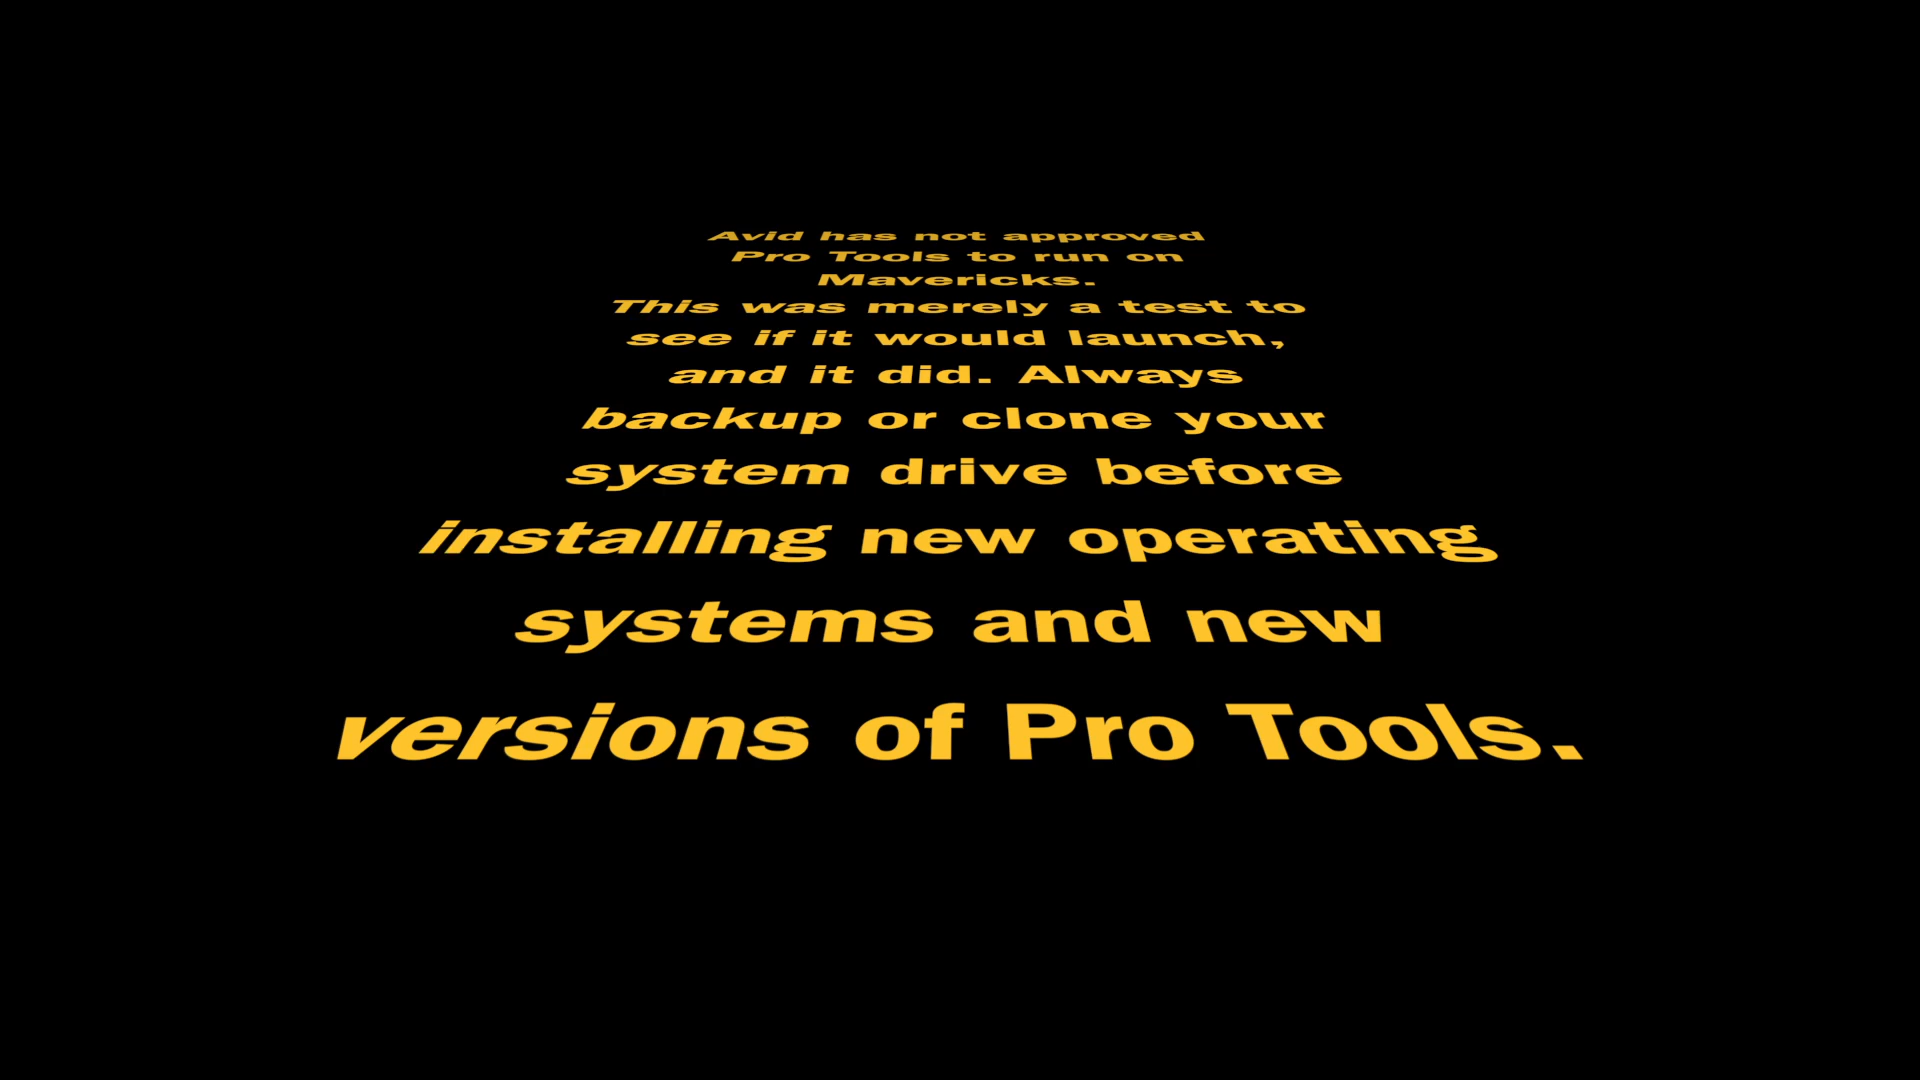 Avid has not approved
Pro Tools to run on
Mavericks.
This was merely a test to
see if it would launch,
and it did. Always
backup or clone your
system drive before
installing new operating
systems and new
versions of Pro Tools.